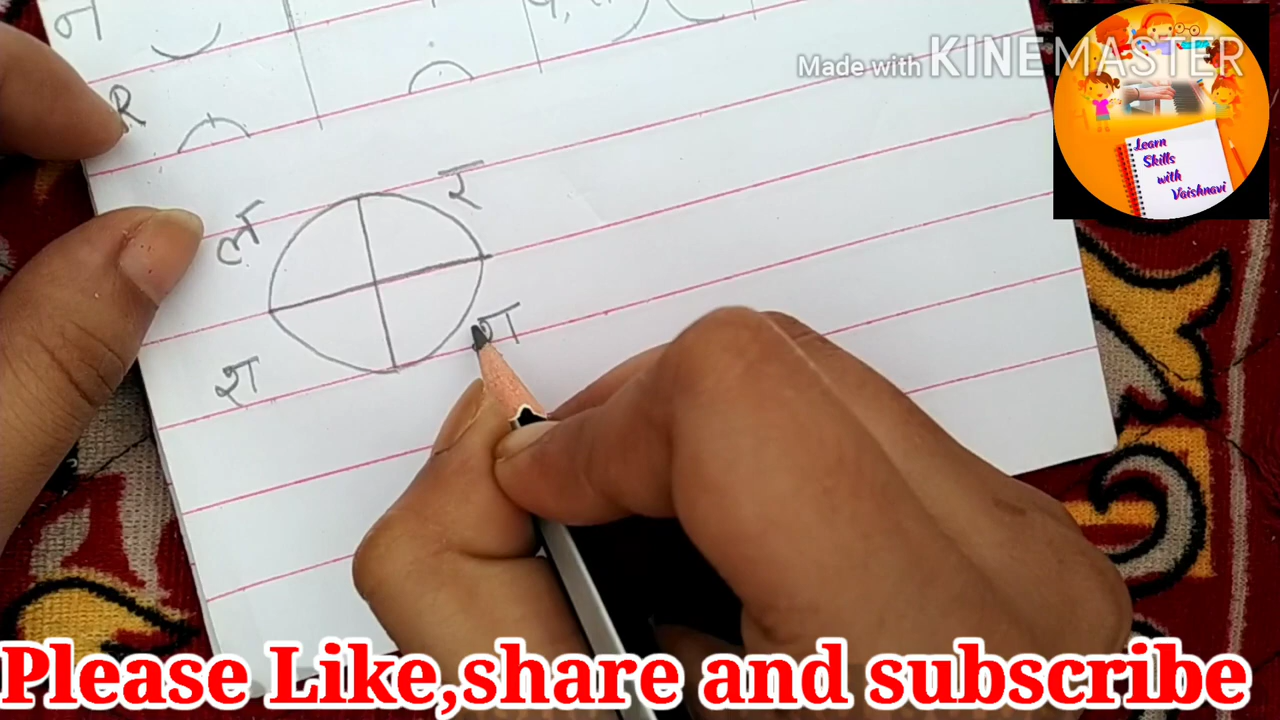 न
Made with KINEMASTER
Learn
Skills
with
Vaishnavi
R
र
ल
श
न
Please Like,share and subscribe